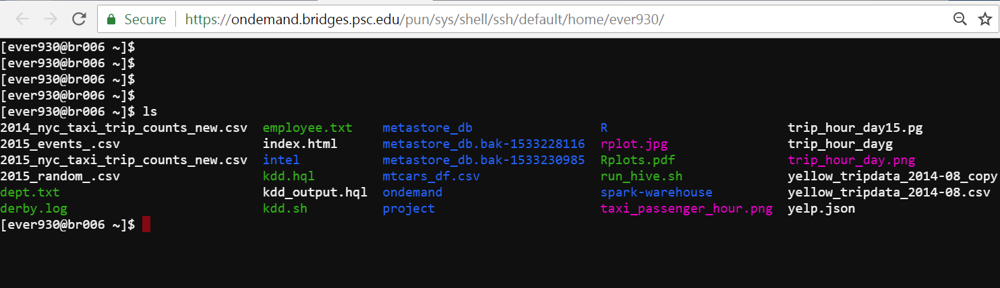 Secure https://ondemand.bridges.psc.edu/pun/sys/shell/ssh/default/home/ever930/
[ever930@br006 ~]$
[ever930@br006 ~]$
[ever930@br006 ~]$
[ever930@br006 ~]$
[ever930@br006 ~]$ ls
2014_nyc_taxi_trip_counts_new.csv employee.txt metastore_db R trip_hour_day15.pg
2015_events_.csv index.html metastore_db.bak-1533228116 rplot.jpg trip_hour_dayg
2015_nyc_taxi_trip_counts_new.csv intel metastore_db.bak-1533230985 Rplots.pdf trip_hour_day.png
2015_random_.csv kdd.hql mtcars_df.csv run_hive.sh yellow_tripdata_2014-08_copy
dept.txt kdd_output.hql ondemand spark-warehouse yellow_tripdata_2014-08.csv
derby.log kdd.sh project taxi_passenger_hour.png yelp.json
[ever930@br006 ~]$